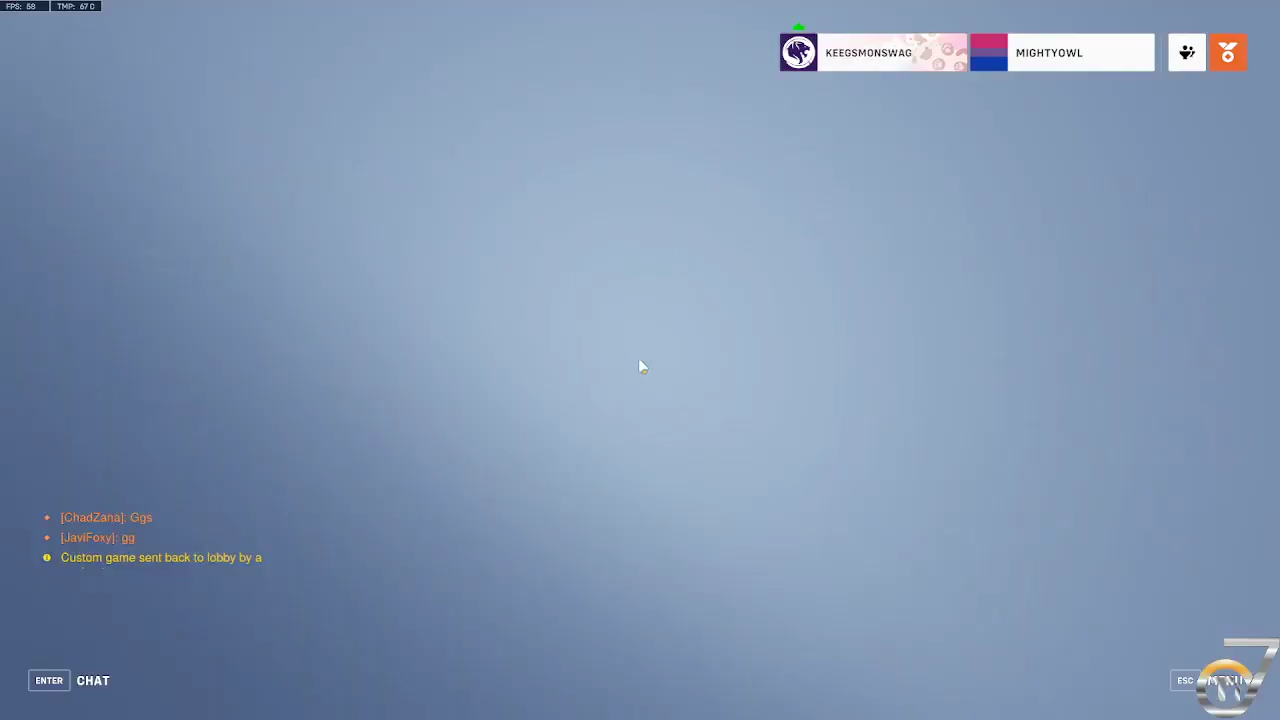 FPS: 58 TMP: 67 C
KEEGSMONSWAG MIGHTYOWL
[ChadZana]: Ggs
[JaviFoxy]: gg
Custom game sent back to lobby by a
ENTER CHAT
ESC MENU